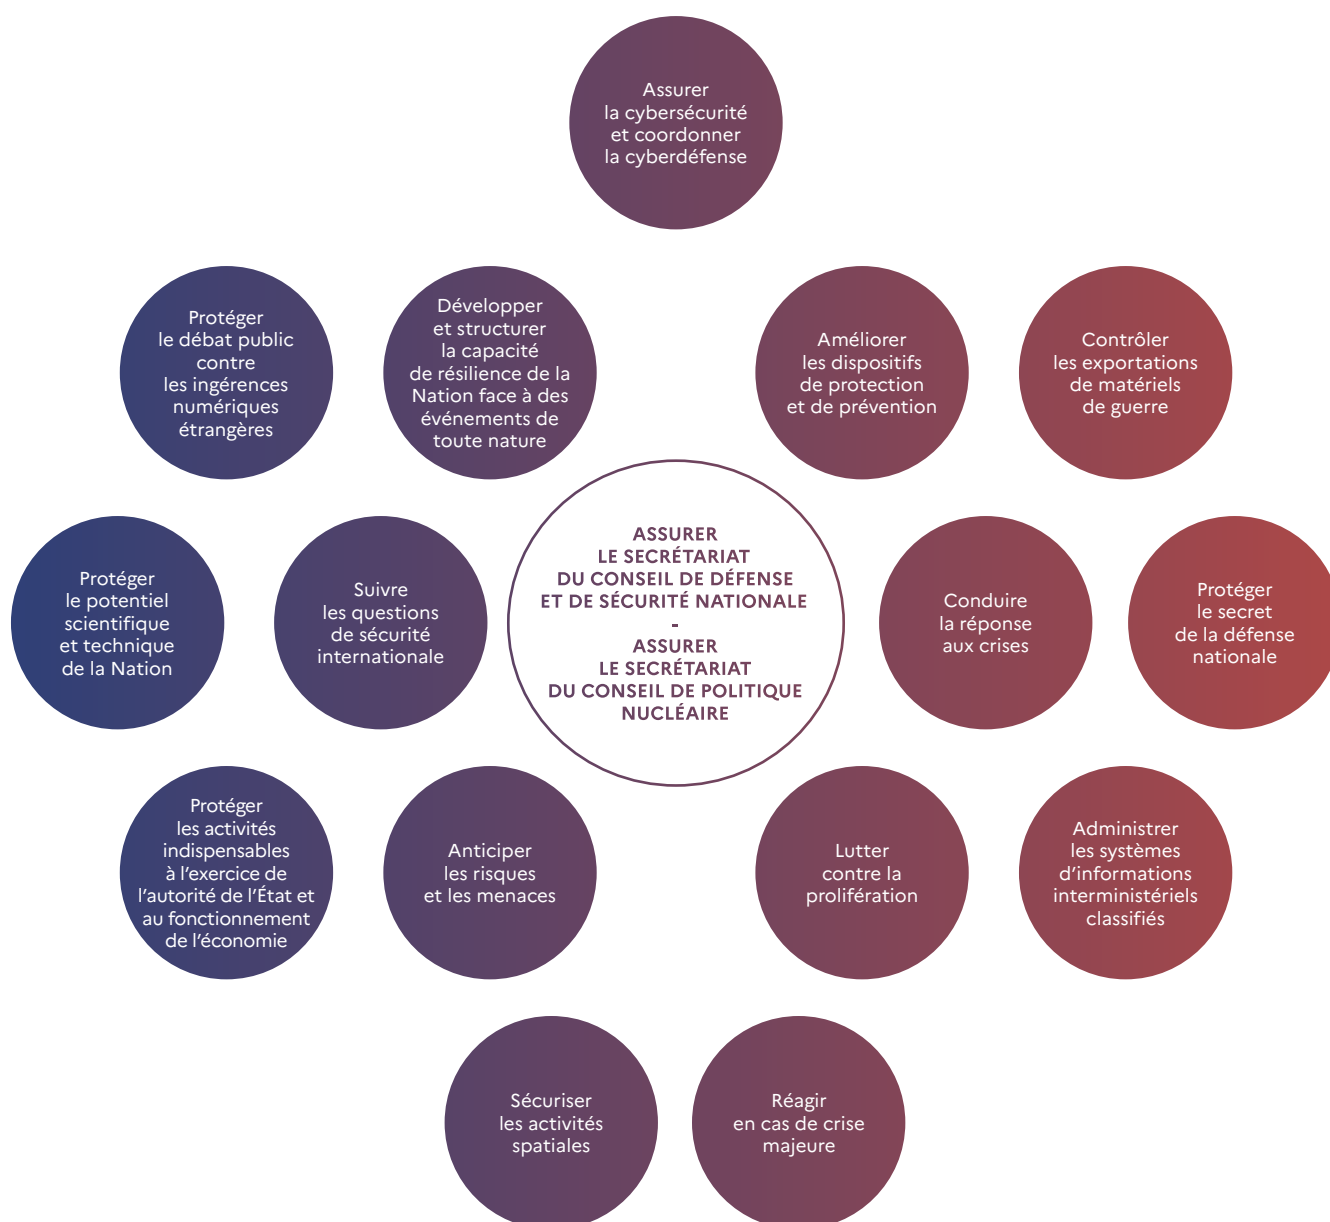 Assurer
la cybersécurité
et coordonner
la cyberdéfense
Protéger
le débat public
contre
les ingérences
numériques
étrangères
Développer
et structurer
la capacité
de résilience de la
Nation face à des
événements de
toute nature
Améliorer
les dispositifs
de protection
et de prévention
Contrôler
les exportations
de matériels
de guerre
Protéger
le potentiel
scientifique
et technique
de la Nation
Suivre
les questions
de sécurité
internationale
ASSURER
LE SECRÉTARIAT
DU CONSEIL DE DÉFENSE
ET DE SÉCURITÉ NATIONALE
-
ASSURER
LE SECRÉTARIAT
DU CONSEIL DE POLITIQUE
NUCLÉAIRE
Conduire
la réponse
aux crises
Protéger
le secret
de la défense
nationale
Protéger
les activités
indispensables
à l’exercice de
l’autorité de l’État et
au fonctionnement
de l’économie
Anticiper
les risques
et les menaces
Lutter
contre la
prolifération
Administrer
les systèmes
d’informations
interministériels
classifiés
Sécuriser
les activités
spatiales
Réagir
en cas de crise
majeure